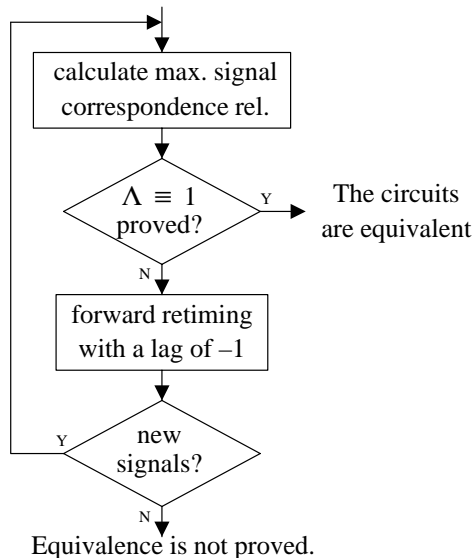 calculate max. signal
correspondence rel.
Λ ≡ 1
proved?
Y
The circuits
are equivalent
N
forward retiming
with a lag of –1
Y
new
signals?
N
Equivalence is not proved.